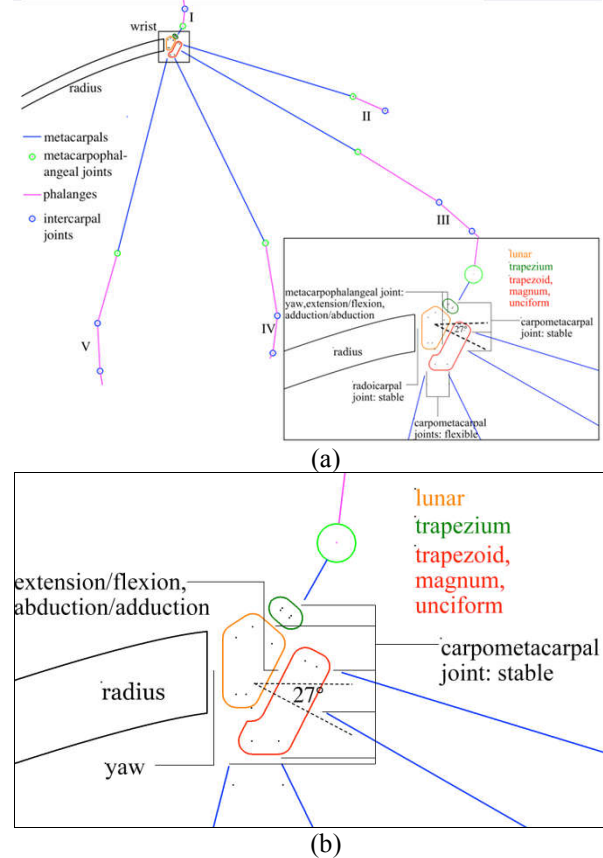 I
wrist
radius
II
metacarpals
metacarpophal-
angeal joints
phalanges
intercarpal
joints
III
IV
V
lunar
trapezium
trapezoid,
magnum,
unciform
metacarpophalangeal joint:
yaw,extension/flexion,
adduction/abduction
27°
carpometacarpal
joint: stable
radius
radoicarpal
joint: stable
carpometacarpal
joints: flexible
(a)
lunar
trapezium
trapezoid,
magnum,
unciform
extension/flexion,
abduction/adduction
carpometacarpal
joint: stable
radius
27°
yaw
(b)